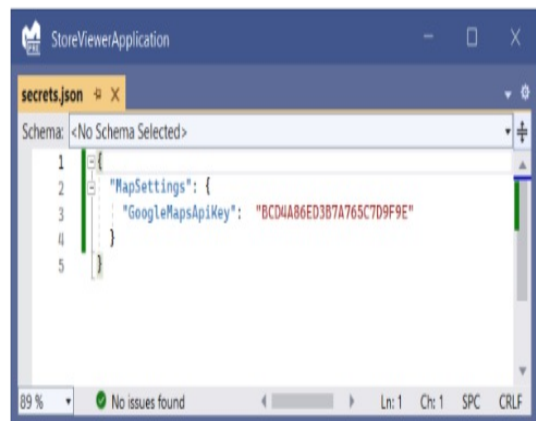 StoreViewerApplication
secrets.json
Schema: <No Schema Selected>
1 {
2 "MapSettings": {
3 "GoogleMapsApiKey": "BCD4A86ED3B7A765C7D9F9E"
4 }
5 }
89 % No issues found Ln: 1 Ch: 1 SPC CRLF